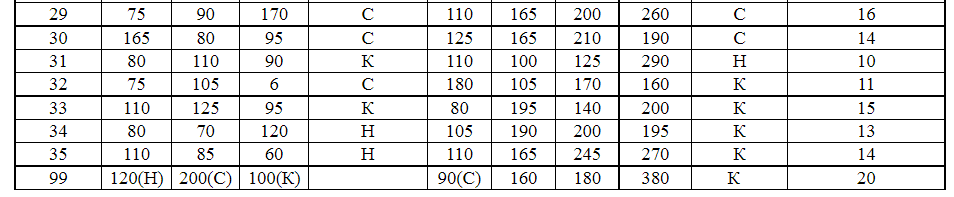 29 75 90 170 С 110 165 200 260 С 16
30 165 80 95 С 125 165 210 190 С 14
31 80 110 90 К 110 100 125 290 Н 10
32 75 105 6 С 180 105 170 160 К 11
33 110 125 95 К 80 195 140 200 К 15
34 80 70 120 Н 105 190 200 195 К 13
35 110 85 60 Н 110 165 245 270 К 14
99 120(Н) 200(С) 100(К) 90(С) 160 180 380 К 20